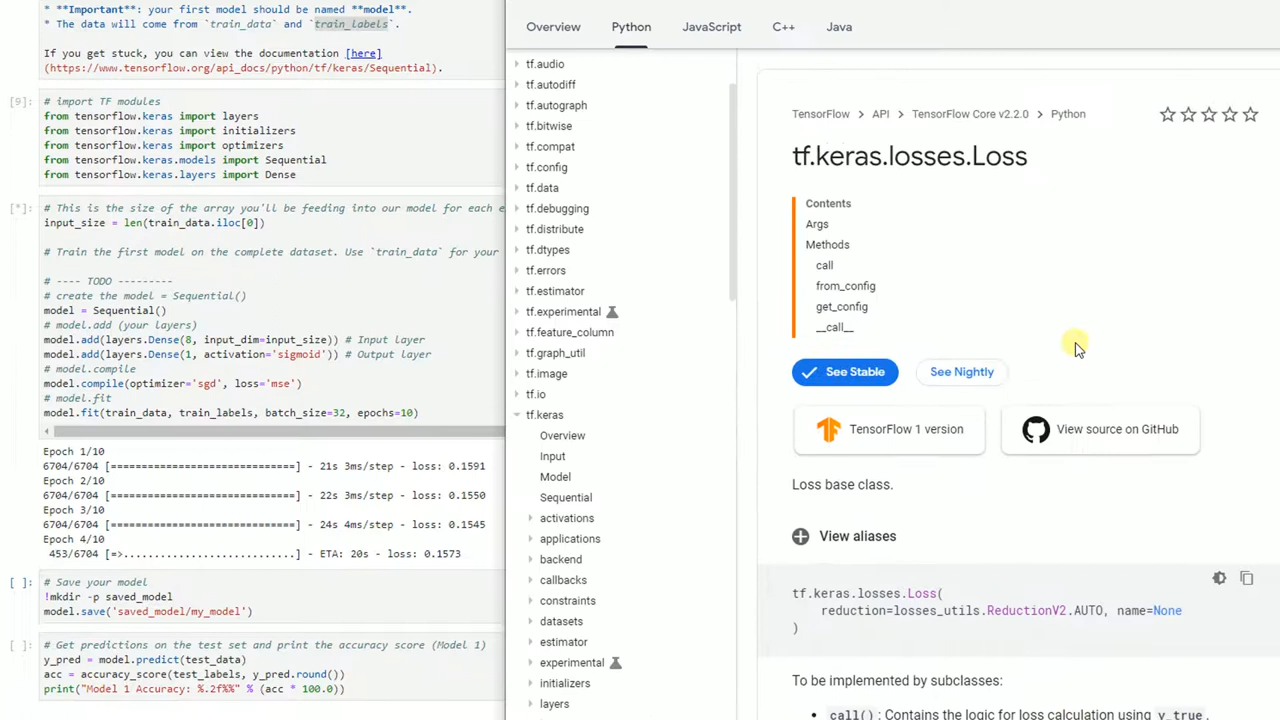 * **Important**: your first model should be named **model**.
* The data will come from `train_data` and `train_labels`.
If you get stuck, you can view the documentation [here]
(https://www.tensorflow.org/api_docs/python/tf/keras/Sequential).
[9]:
# import TF modules
from tensorflow.keras import layers
from tensorflow.keras import initializers
from tensorflow.keras import optimizers
from tensorflow.keras.models import Sequential
from tensorflow.keras.layers import Dense
[*]:
# This is the size of the array you'll be feeding into our model for each e
input_size = len(train_data.iloc[0])
# Train the first model on the complete dataset. Use `train_data` for your
# ---- TODO ---------
# create the model = Sequential()
model = Sequential()
# model.add (your layers)
model.add(layers.Dense(8, input_dim=input_size)) # Input layer
model.add(layers.Dense(1, activation='sigmoid')) # Output layer
# model.compile
model.compile(optimizer='sgd', loss='mse')
# model.fit
model.fit(train_data, train_labels, batch_size=32, epochs=10)
Epoch 1/10
6704/6704 [==============================] - 21s 3ms/step - loss: 0.1591
Epoch 2/10
6704/6704 [==============================] - 22s 3ms/step - loss: 0.1550
Epoch 3/10
6704/6704 [==============================] - 24s 4ms/step - loss: 0.1545
Epoch 4/10
453/6704 [=>............................] - ETA: 20s - loss: 0.1573
[ ]:
# Save your model
!mkdir -p saved_model
model.save('saved_model/my_model')
[ ]:
# Get predictions on the test set and print the accuracy score (Model 1)
y_pred = model.predict(test_data)
acc = accuracy_score(test_labels, y_pred.round())
print("Model 1 Accuracy: %.2f%%" % (acc * 100.0))
Overview Python JavaScript C++ Java
tf.audio
tf.autodiff
tf.autograph
tf.bitwise
tf.compat
tf.config
tf.data
tf.debugging
tf.distribute
tf.dtypes
tf.errors
tf.estimator
tf.experimental
tf.feature_column
tf.graph_util
tf.image
tf.io
tf.keras
Overview
Input
Model
Sequential
activations
applications
backend
callbacks
constraints
datasets
estimator
experimental
initializers
layers
TensorFlow > API > TensorFlow Core v2.2.0 > Python
tf.keras.losses.Loss
Contents
Args
Methods
call
from_config
get_config
__call__
See Stable See Nightly
TensorFlow 1 version View source on GitHub
Loss base class.
View aliases
tf.keras.losses.Loss(
reduction=losses_utils.ReductionV2.AUTO, name=None
)
To be implemented by subclasses:
• call() : Contains the logic for loss calculation using y_true,